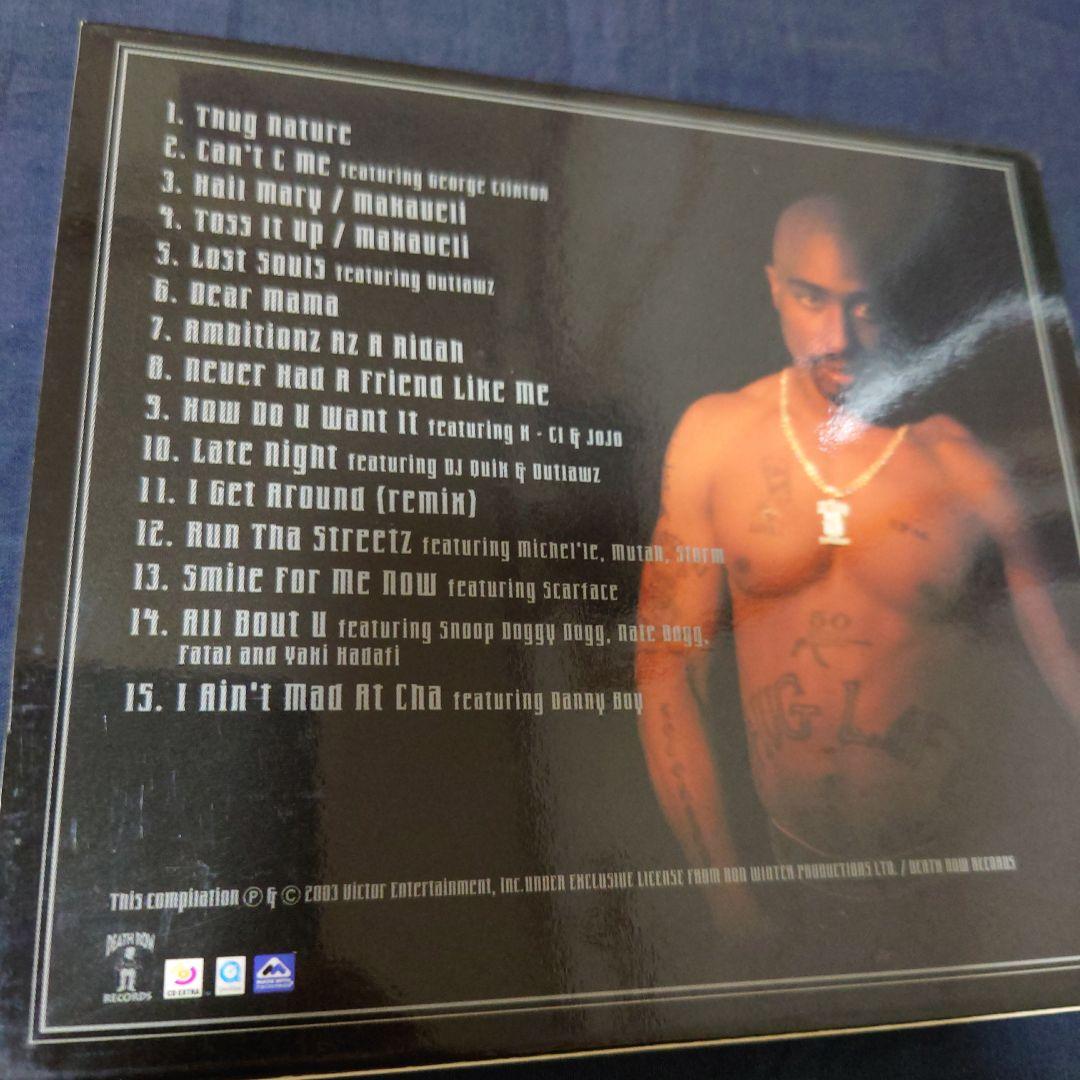 1. Thug Nature
2. Can't C Me featuring George Clinton
3. Hail Mary / Makaveli
4. Toss It Up / Makaveli
5. Lost Souls featuring Outlawz
6. Dear Mama
7. Ambitionz Az A Ridah
8. Never Had A Friend Like Me
9. How Do U Want It featuring K-Ci & JoJo
10. Late Night featuring DJ Quik & Outlawz
11. I Get Around (remix)
12. Run Tha Streetz featuring Michel'le, Mutah, Storm
13. Smile For Me Now featuring Scarface
14. All Bout U featuring Snoop Doggy Dogg, Nate Dogg,
Fatal and Yaki Kadafi
15. I Ain't Mad At Cha featuring Danny Boy
This compilation Ⓟ & © 2003 Victor Entertainment, Inc. UNDER EXCLUSIVE LICENSE FROM ROD WINTER PRODUCTIONS LTD. / DEATH ROW RECORDS
DEATH ROW
RECORDS
CD EXTRA